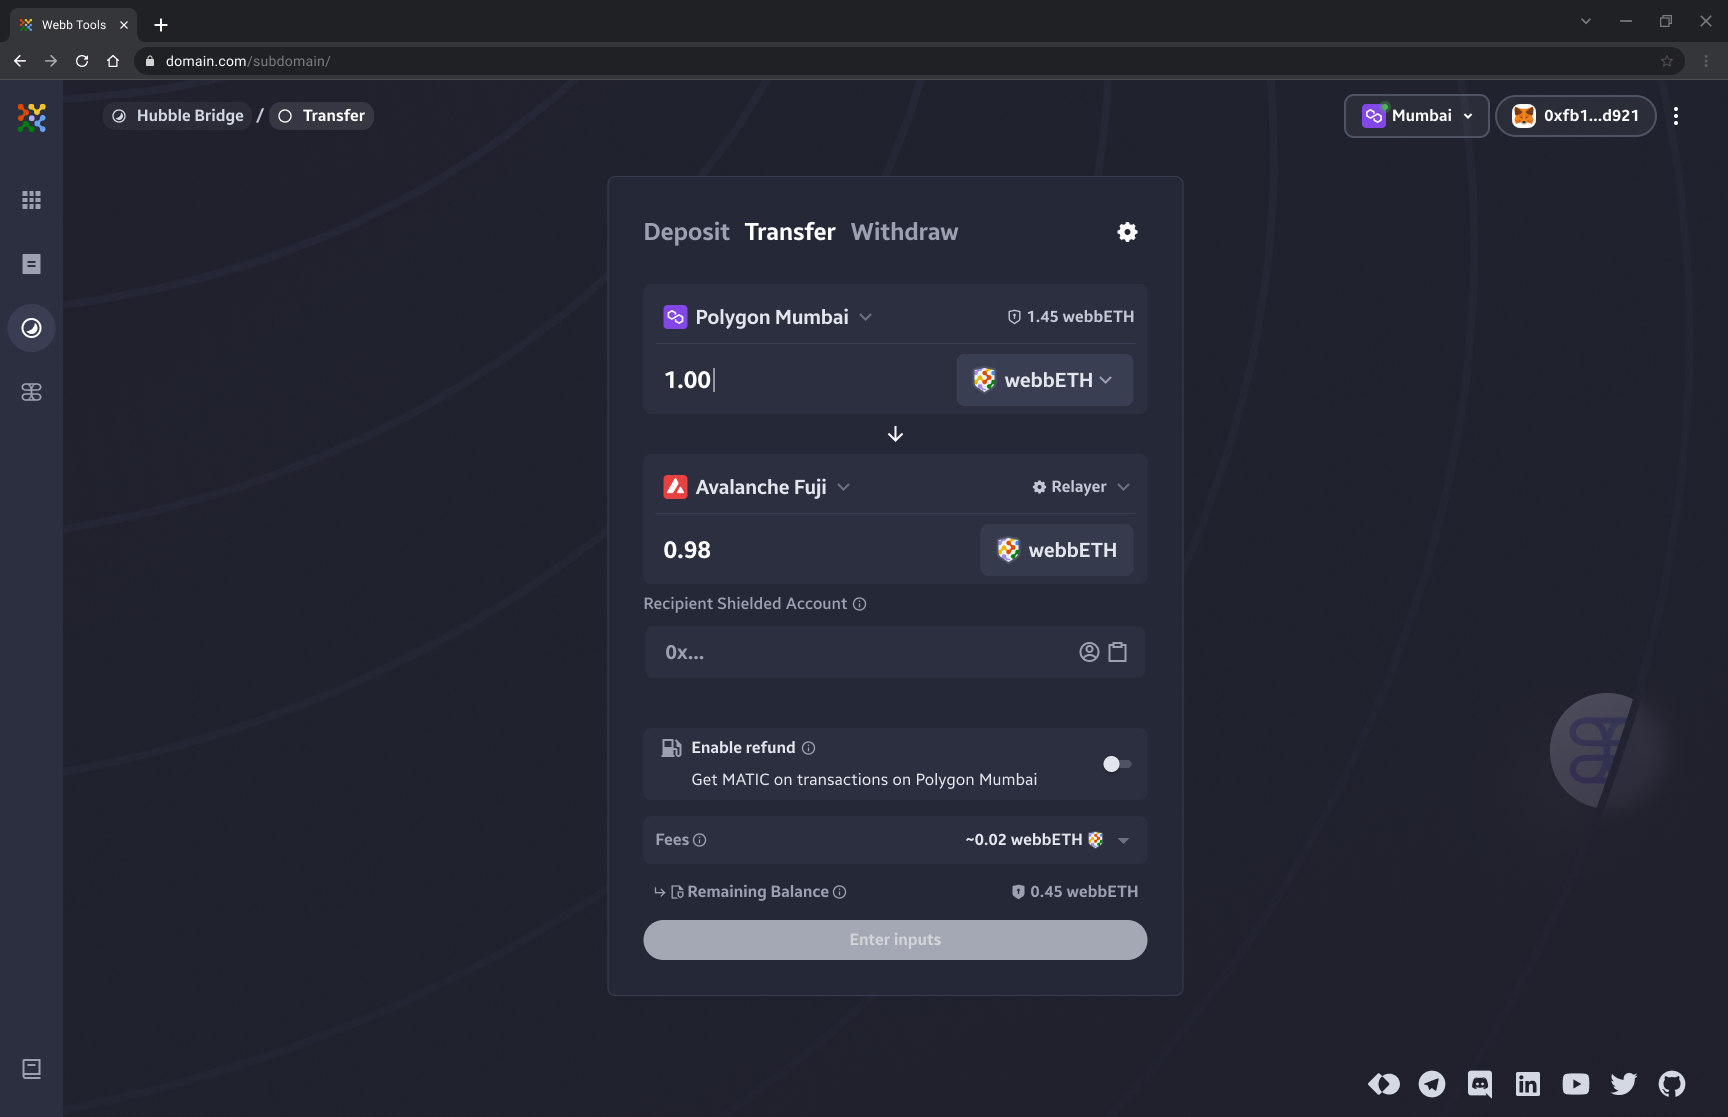 Webb Tools
domain.com/subdomain/
Hubble Bridge / Transfer
Mumbai
0xfb1...d921
Deposit Transfer Withdraw
Polygon Mumbai
1.45 webbETH
1.00
webbETH
Avalanche Fuji
Relayer
0.98
webbETH
Recipient Shielded Account
0x...
Enable refund
Get MATIC on transactions on Polygon Mumbai
Fees
~0.02 webbETH
Remaining Balance
0.45 webbETH
Enter inputs